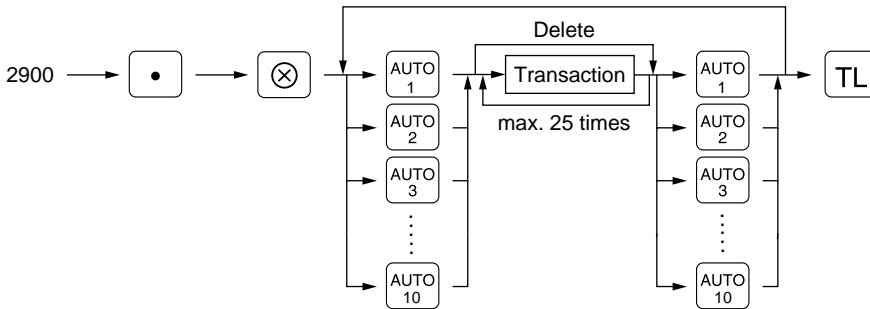 Delete
2900 • ⊗ AUTO 1 Transaction AUTO 1 TL
max. 25 times
AUTO 2 AUTO 2
AUTO 3 AUTO 3
AUTO 10 AUTO 10